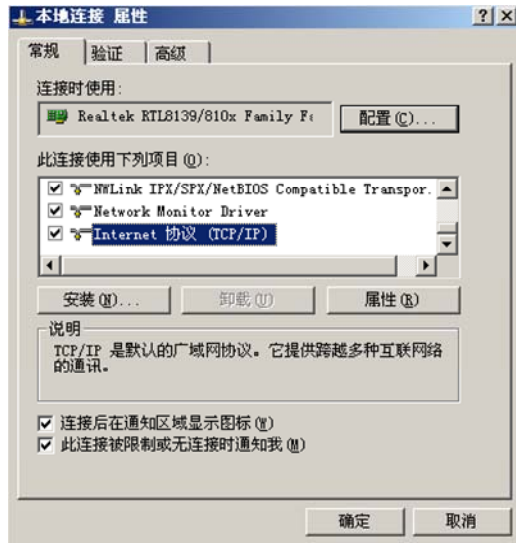 本地连接 属性
常规 验证 高级
连接时使用:
Realtek RTL8139/810x Family Fa
配置(C)...
此连接使用下列项目(O):
NWLink IPX/SPX/NetBIOS Compatible Transpor.
Network Monitor Driver
Internet 协议 (TCP/IP)
安装(N)... 卸载(U) 属性(R)
说明
TCP/IP 是默认的广域网协议。它提供跨越多种互联网络
的通讯。
连接后在通知区域显示图标(W)
此连接被限制或无连接时通知我(M)
确定 取消